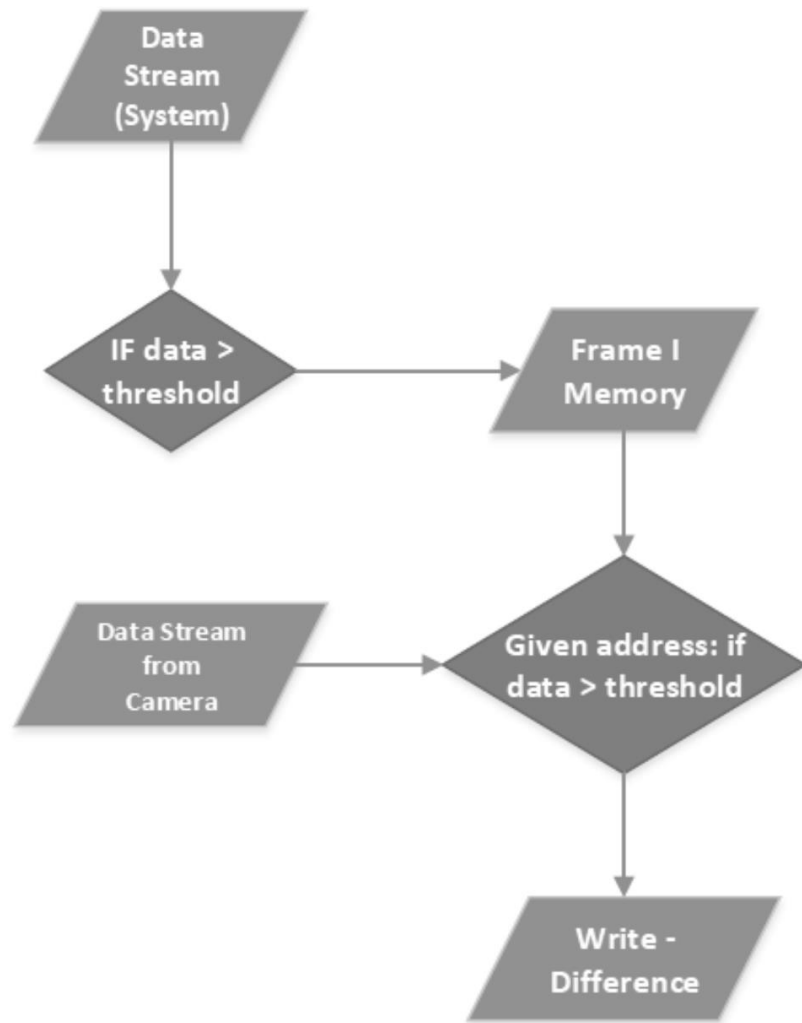 Data
Stream
(System)
IF data >
threshold
Frame I
Memory
Data Stream
from
Camera
Given address: if
data > threshold
Write -
Difference